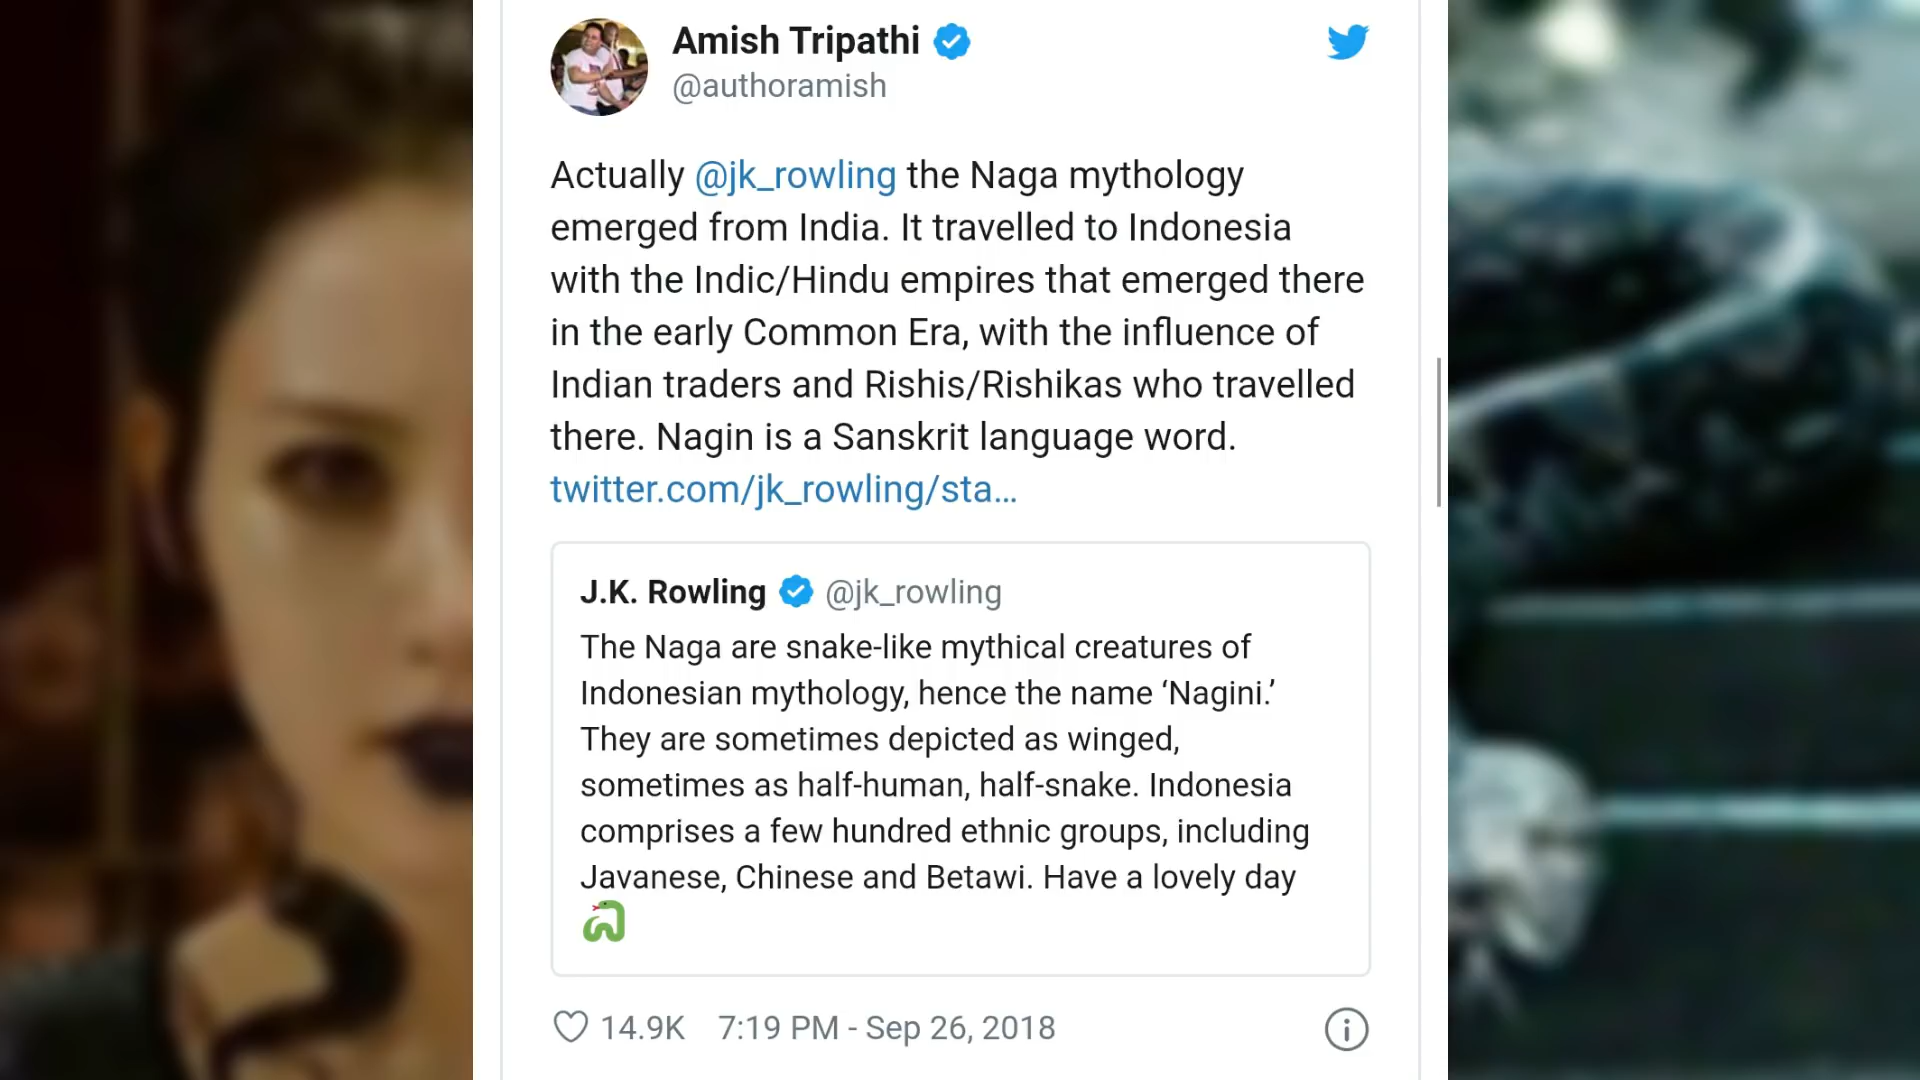 Amish Tripathi
@authoramish
Actually @jk_rowling the Naga mythology
emerged from India. It travelled to Indonesia
with the Indic/Hindu empires that emerged there
in the early Common Era, with the influence of
Indian traders and Rishis/Rishikas who travelled
there. Nagin is a Sanskrit language word.
twitter.com/jk_rowling/sta...
J.K. Rowling @jk_rowling
The Naga are snake-like mythical creatures of
Indonesian mythology, hence the name ‘Nagini.’
They are sometimes depicted as winged,
sometimes as half-human, half-snake. Indonesia
comprises a few hundred ethnic groups, including
Javanese, Chinese and Betawi. Have a lovely day
🐍
14.9K 7:19 PM - Sep 26, 2018